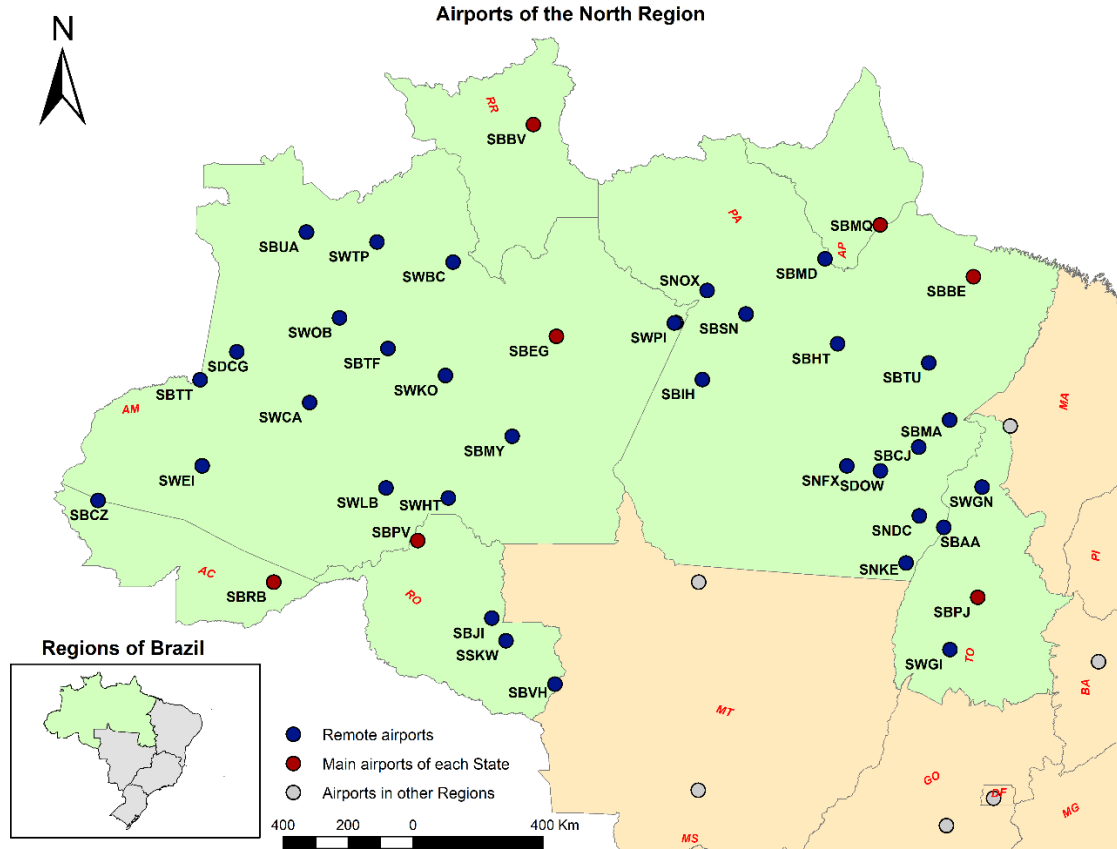 Airports of the North Region
N
RR
SBBV
PA
SBMQ
AP
SBUA
SWTP
SWBC
SBMD
SNOX
SBBE
SWOB
SWPI
SBSN
SBEG
SBTF
SBHT
SDCG
SWKO
SBTU
SBTT
SBIH
AM
SWCA
MA
SBMA
SBMY
SBCJ
SWEI
SNFX
SDOW
SWGN
SBCZ
SWLB
SWHT
SBPV
SNDC
SBAA
PI
SNKE
AC
SBRB
RO
SBPJ
SBJI
SSKW
SWGI
TO
BA
SBVH
MT
GO
DF
MG
MS
Regions of Brazil
Remote airports
Main airports of each State
Airports in other Regions
400 200 0 400 Km